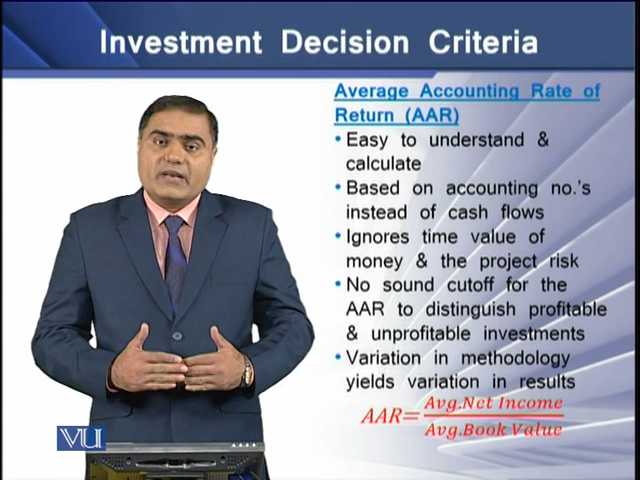 Investment Decision Criteria
Average Accounting Rate of
Return (AAR)
• Easy to understand &
calculate
• Based on accounting no.'s
instead of cash flows
• Ignores time value of
money & the project risk
• No sound cutoff for the
AAR to distinguish profitable
& unprofitable investments
• Variation in methodology
yields variation in results
AAR= Avg.Net Income
Avg.Book Value
VU